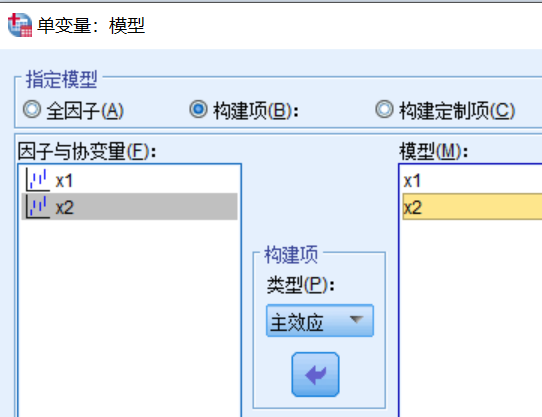 单变量：模型
指定模型
全因子(A) 构建项(B)： 构建定制项(C)
因子与协变量(F)： 模型(M)：
x1 x1
x2 x2
构建项
类型(P)：
主效应